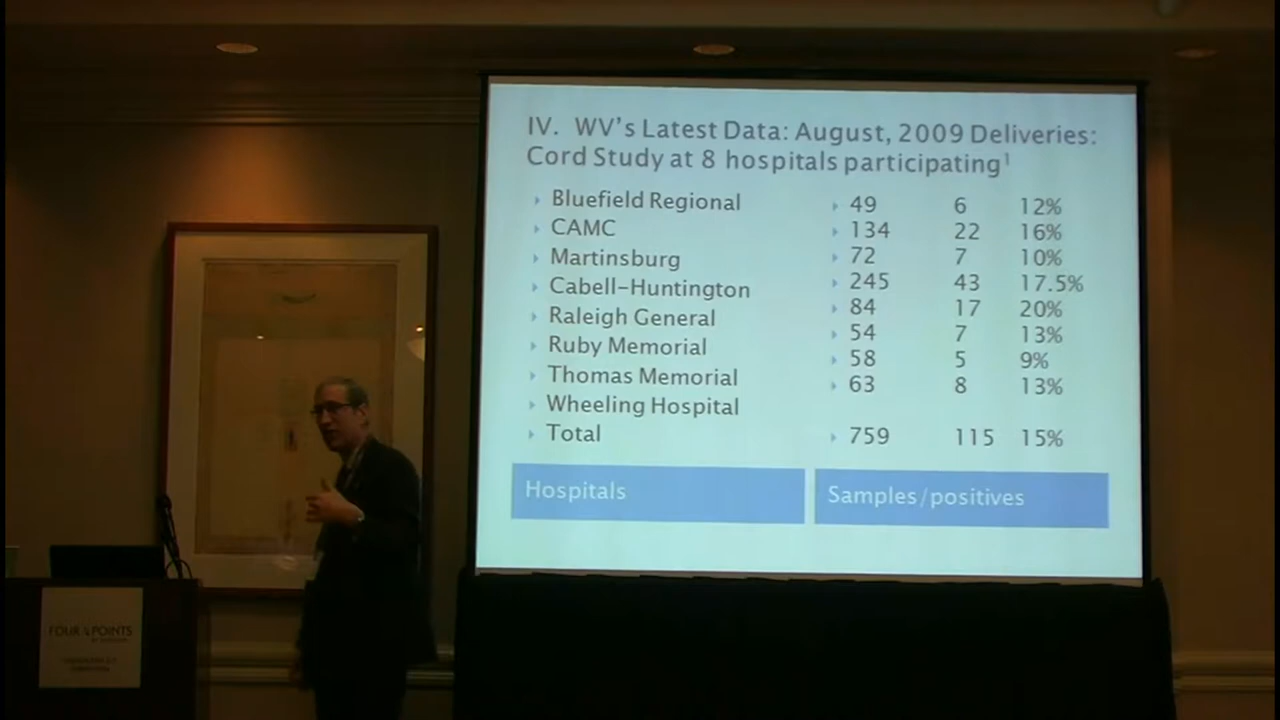 IV. WV's Latest Data: August, 2009 Deliveries:
Cord Study at 8 hospitals participating¹
Bluefield Regional
CAMC
Martinsburg
Cabell-Huntington
Raleigh General
Ruby Memorial
Thomas Memorial
Wheeling Hospital
Total
49 6 12%
134 22 16%
72 7 10%
245 43 17.5%
84 17 20%
54 7 13%
58 5 9%
63 8 13%
759 115 15%
Hospitals
Samples/positives
FOUR POINTS